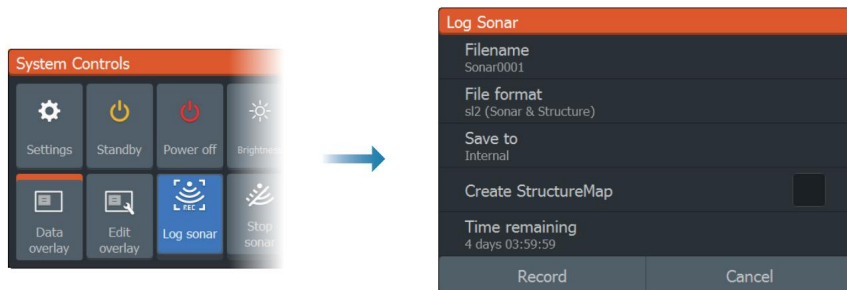 System Controls
Settings
Standby
Power off
Brightness
Data
overlay
Edit
overlay
REC
Log sonar
Stop
sonar
Log Sonar
Filename
Sonar0001
File format
sl2 (Sonar & Structure)
Save to
Internal
Create StructureMap
Time remaining
4 days 03:59:59
Record
Cancel